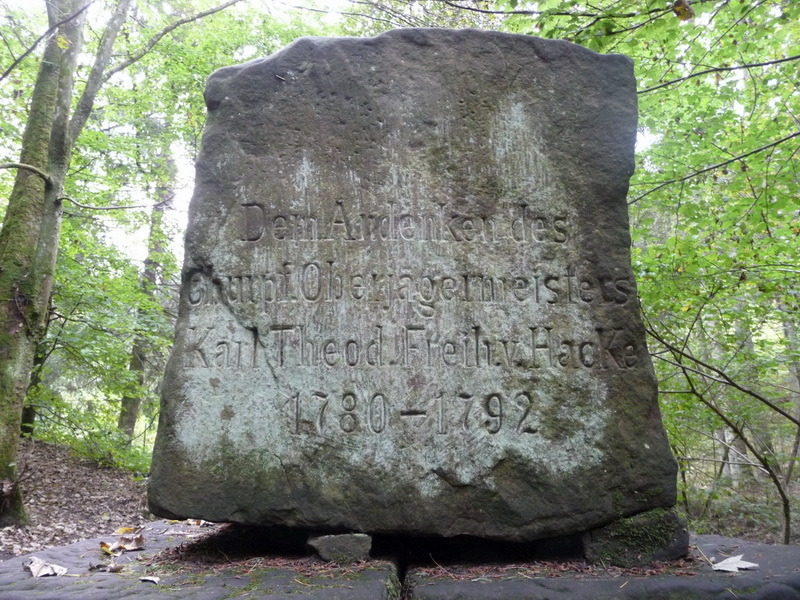 Dem Andenken des
Churpf. Oberjägermeisters
Karl Theod. Freih. v. Hacke
1780-1792